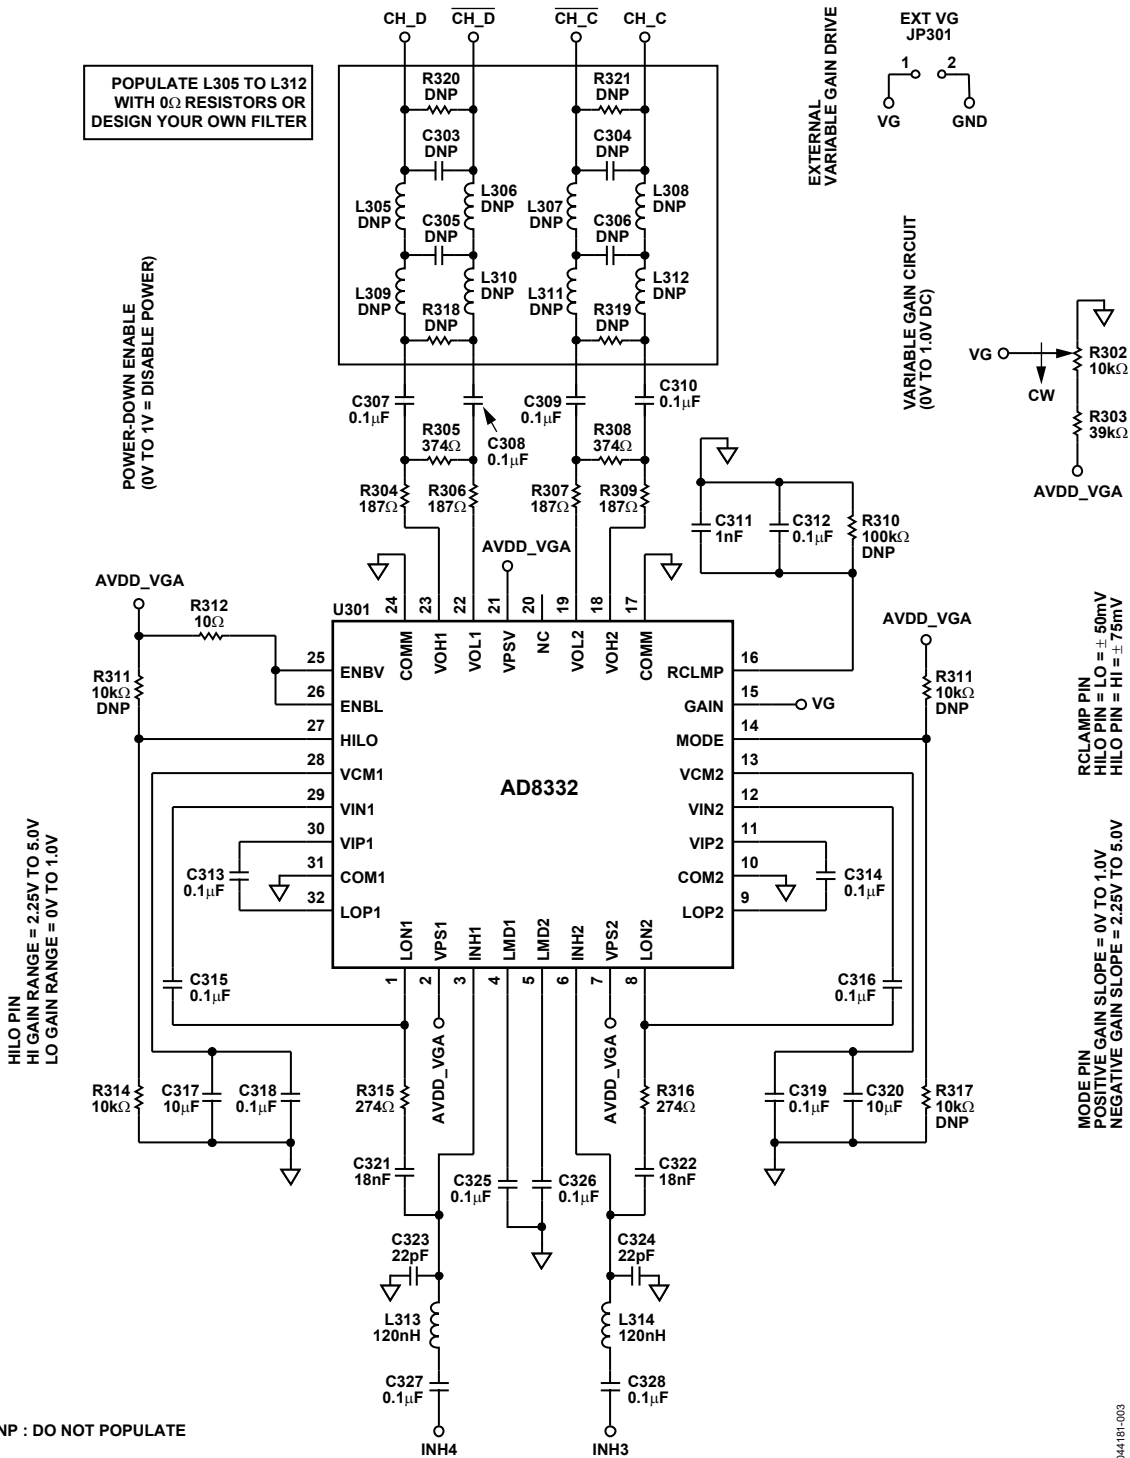 CH_D
CH_D
CH_C
CH_C
POPULATE L305 TO L312
WITH 0Ω RESISTORS OR
DESIGN YOUR OWN FILTER
R320
DNP
R321
DNP
C303
DNP
C304
DNP
L305
DNP
L306
DNP
L307
DNP
L308
DNP
C305
DNP
C306
DNP
L309
DNP
L310
DNP
L311
DNP
L312
DNP
R318
DNP
R319
DNP
EXTERNAL
VARIABLE GAIN DRIVE
EXT VG
JP301
1
2
VG
GND
POWER-DOWN ENABLE
(0V TO 1V = DISABLE POWER)
VARIABLE GAIN CIRCUIT
(0V TO 1.0V DC)
VG
CW
R302
10kΩ
R303
39kΩ
AVDD_VGA
C307
0.1μF
C308
0.1μF
C309
0.1μF
C310
0.1μF
R305
374Ω
R308
374Ω
R304
187Ω
R306
187Ω
R307
187Ω
R309
187Ω
C311
1nF
C312
0.1μF
R310
100kΩ
DNP
AVDD_VGA
AVDD_VGA
R312
10Ω
R311
10kΩ
DNP
AVDD_VGA
R311
10kΩ
DNP
U301
24
23
22
21
20
19
18
17
COMM
VOH1
VOL1
VPSV
NC
VOL2
VOH2
COMM
25
ENBV
26
ENBL
27
HILO
28
VCM1
29
VIN1
30
VIP1
31
COM1
32
LOP1
AD8332
RCLMP
16
GAIN
15
VG
MODE
14
VCM2
13
VIN2
12
VIP2
11
COM2
10
LOP2
9
LON1
VPS1
INH1
LMD1
LMD2
INH2
VPS2
LON2
1
2
3
4
5
6
7
8
RCLAMP PIN
HILO PIN = LO = ± 50mV
HILO PIN = HI = ± 75mV
HILO PIN
HI GAIN RANGE = 2.25V TO 5.0V
LO GAIN RANGE = 0V TO 1.0V
MODE PIN
POSITIVE GAIN SLOPE = 0V TO 1.0V
NEGATIVE GAIN SLOPE = 2.25V TO 5.0V
C313
0.1μF
C314
0.1μF
C315
0.1μF
C316
0.1μF
AVDD_VGA
AVDD_VGA
R314
10kΩ
C317
10μF
C318
0.1μF
R315
274Ω
R316
274Ω
C319
0.1μF
C320
10μF
R317
10kΩ
DNP
C321
18nF
C325
0.1μF
C326
0.1μF
C322
18nF
C323
22pF
C324
22pF
L313
120nH
L314
120nH
C327
0.1μF
C328
0.1μF
INH4
INH3
NP : DO NOT POPULATE
044181-003